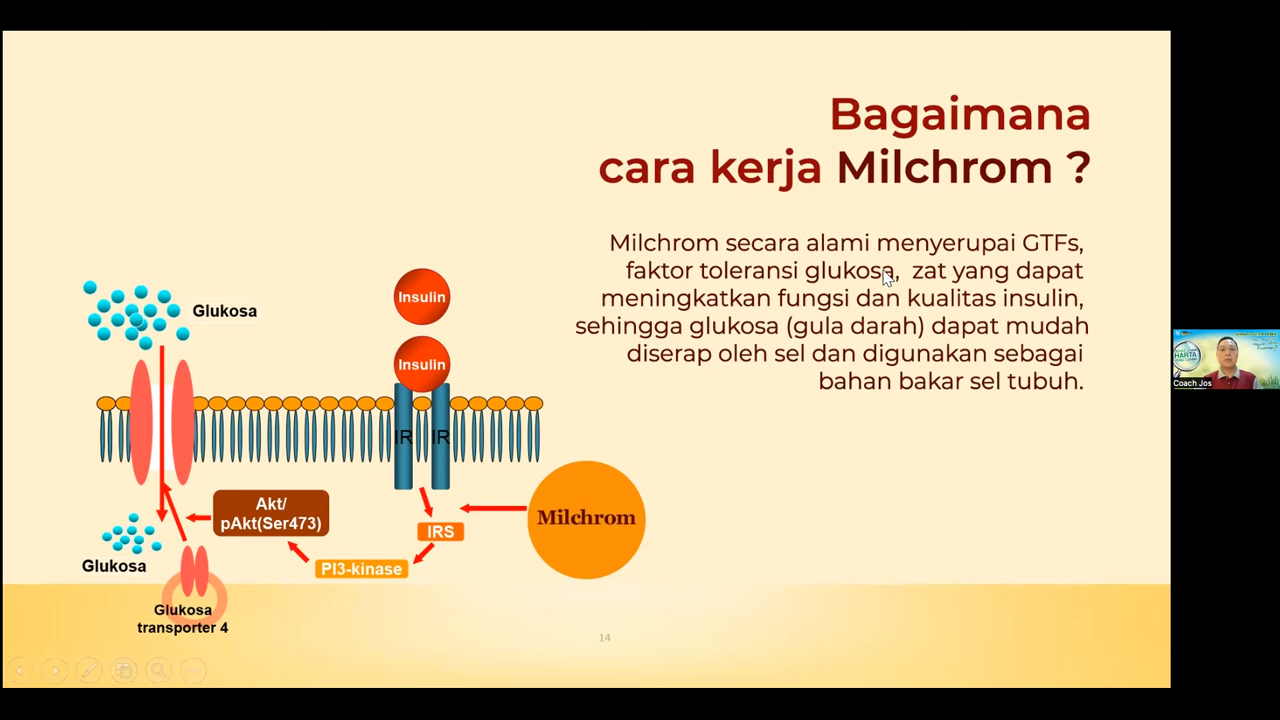 Bagaimana
cara kerja Milchrom ?
Milchrom secara alami menyerupai GTFs,
faktor toleransi glukosa, zat yang dapat
meningkatkan fungsi dan kualitas insulin,
sehingga glukosa (gula darah) dapat mudah
diserap oleh sel dan digunakan sebagai
bahan bakar sel tubuh.
Glukosa
Insulin
Insulin
IR IR
Akt/
pAkt(Ser473)
IRS
Milchrom
PI3-kinase
Glukosa
Glukosa
transporter 4
14
HARTA
Coach Jos